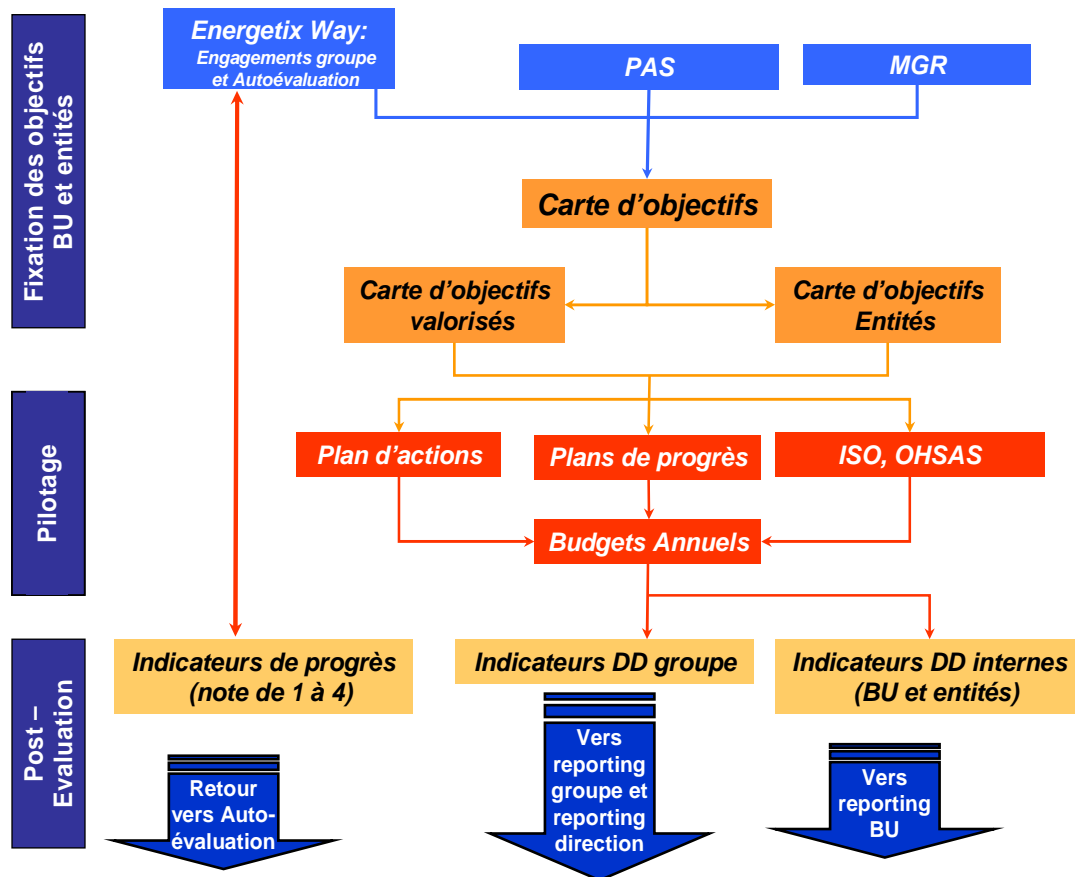 Fixation des objectifs
BU et entités
Energetix Way:
Engagements groupe
et Autoévaluation
PAS
MGR
Carte d’objectifs
Carte d’objectifs
valorisés
Carte d’objectifs
Entités
Pilotage
Plan d’actions
Plans de progrès
ISO, OHSAS
Budgets Annuels
Post –
Evaluation
Indicateurs de progrès
(note de 1 à 4)
Indicateurs DD groupe
Indicateurs DD internes
(BU et entités)
Retour
vers Auto-
évaluation
Vers
reporting
groupe et
reporting
direction
Vers
reporting
BU